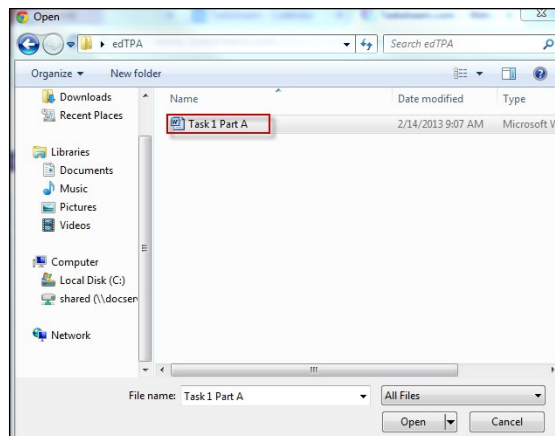 Open
edTPA
Search edTPA
Organize New folder
Downloads
Recent Places
Libraries
Documents
Music
Pictures
Videos
Computer
Local Disk (C:)
shared (\\docser
Network
Name Date modified Type
Task 1 Part A 2/14/2013 9:07 AM Microsoft W
File name: Task 1 Part A All Files
Open Cancel